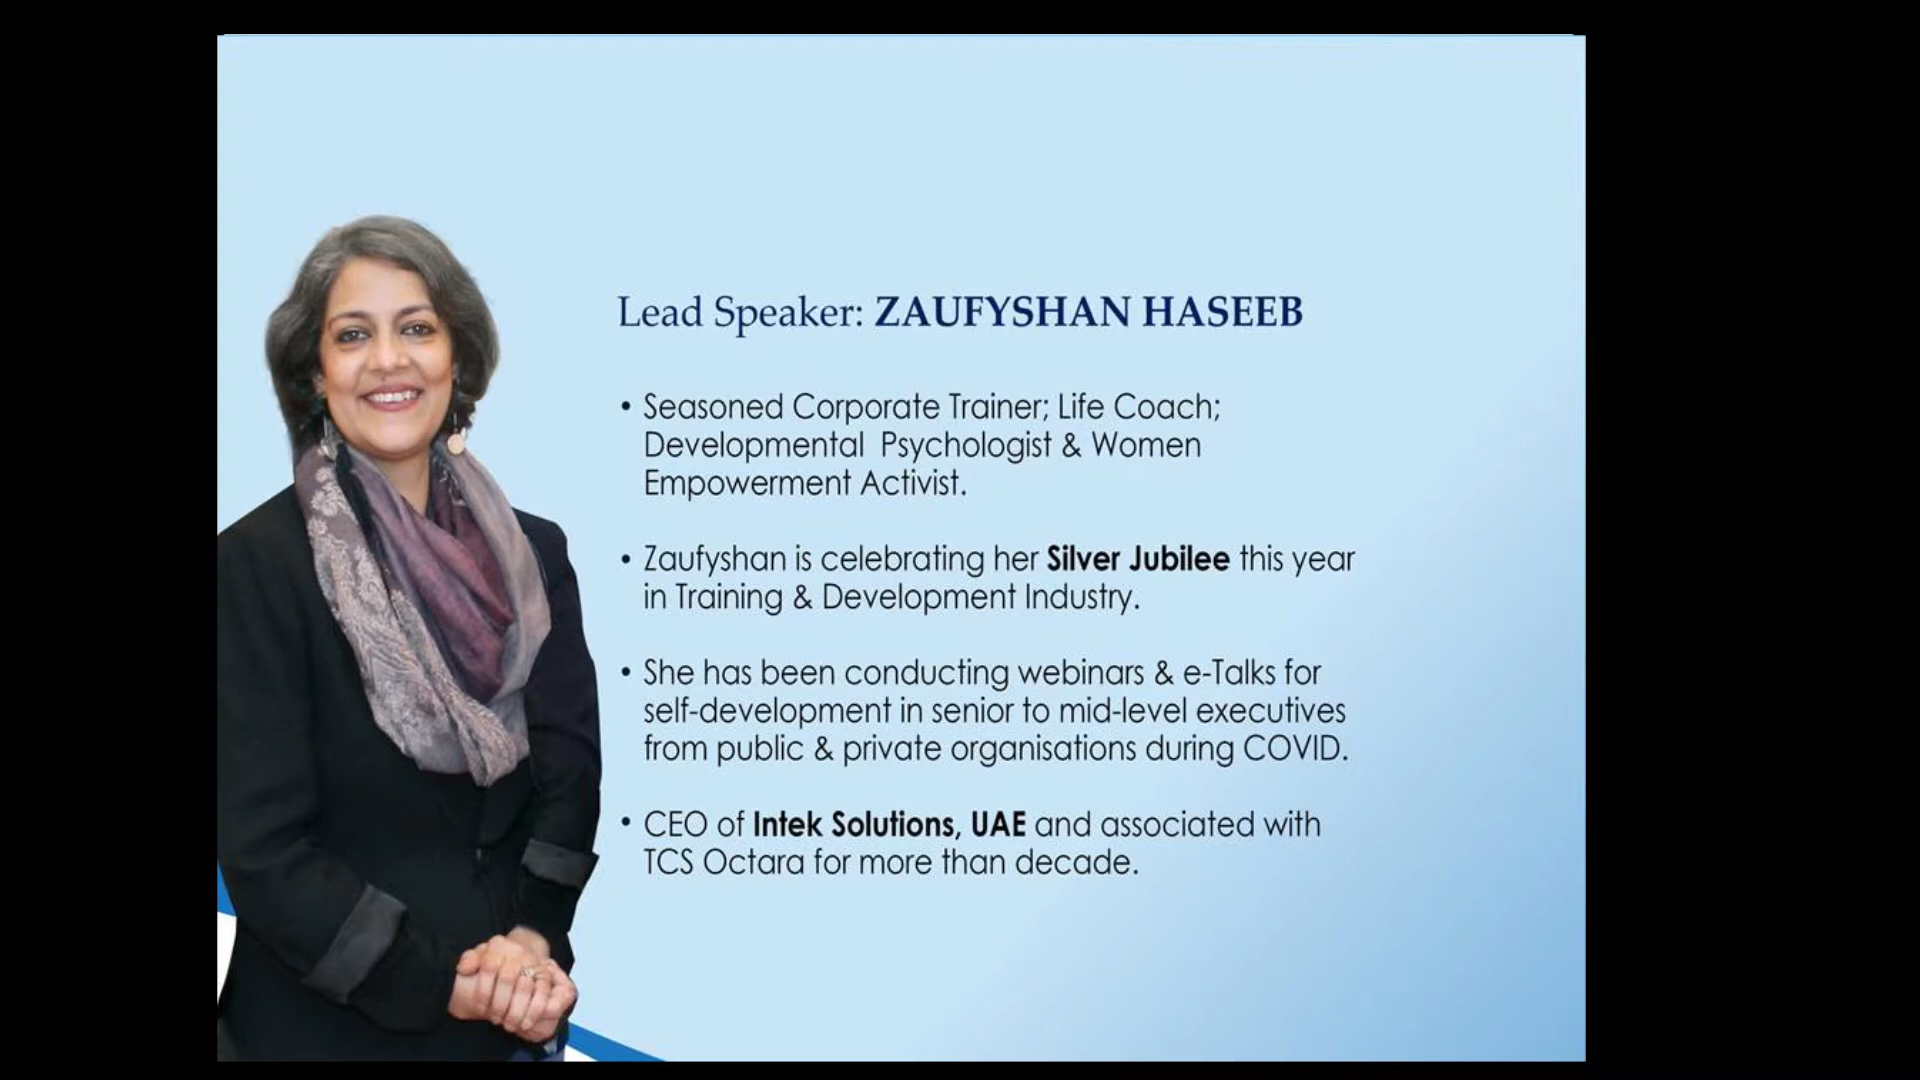 Lead Speaker: ZAUFYSHAN HASEEB
• Seasoned Corporate Trainer; Life Coach;
Developmental Psychologist & Women
Empowerment Activist.
• Zaufyshan is celebrating her Silver Jubilee this year
in Training & Development Industry.
• She has been conducting webinars & e-Talks for
self-development in senior to mid-level executives
from public & private organisations during COVID.
• CEO of Intek Solutions, UAE and associated with
TCS Octara for more than decade.